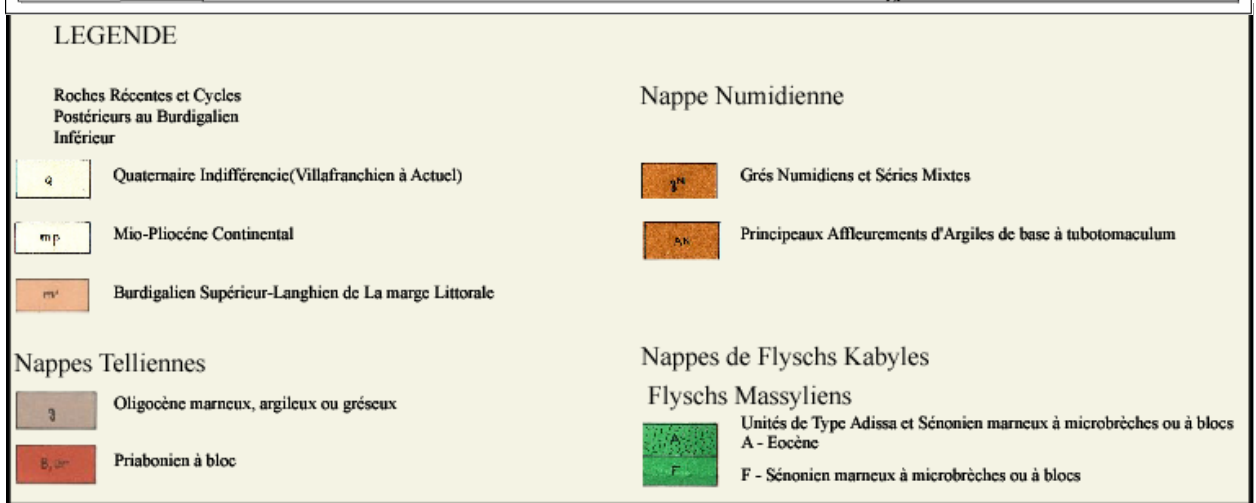 LEGENDE
Roches Récentes et Cycles
Postérieurs au Burdigalien
Inférieur
Q
Quaternaire Indifférencie(Villafranchien à Actuel)
mp
Mio-Pliocéne Continental
Burdigalien Supérieur-Langhien de La marge Littorale
Nappes Telliennes
Oligocène marneux, argileux ou gréseux
Priabonien à bloc
Nappe Numidienne
Grés Numidiens et Séries Mixtes
Principeaux Affleurements d'Argiles de base à tubotomaculum
Nappes de Flyschs Kabyles
Flyschs Massyliens
A
Unités de Type Adissa et Sénonien marneux à microbrèches ou à blocs
A - Eocène
F
F - Sénonien marneux à microbrèches ou à blocs